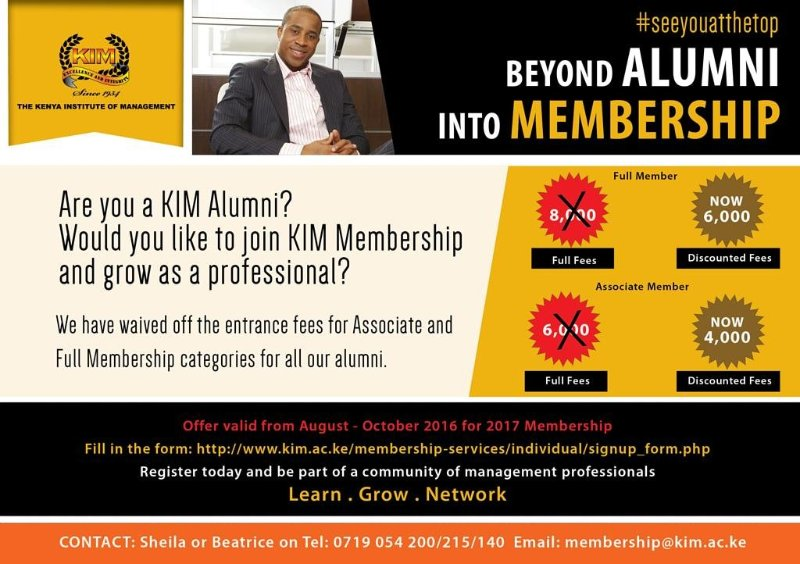 KIM
EXCELLENCE AND INTEGRITY
Since 1954
THE KENYA INSTITUTE OF MANAGEMENT
#seeyouatthetop
BEYOND ALUMNI
INTO MEMBERSHIP
Are you a KIM Alumni?
Would you like to join KIM Membership
and grow as a professional?
We have waived off the entrance fees for Associate and
Full Membership categories for all our alumni.
Full Member
8,000
Full Fees
NOW
6,000
Discounted Fees
Associate Member
6,000
Full Fees
NOW
4,000
Discounted Fees
Offer valid from August - October 2016 for 2017 Membership
Fill in the form: http://www.kim.ac.ke/membership-services/individual/signup_form.php
Register today and be part of a community of management professionals
Learn . Grow . Network
CONTACT: Sheila or Beatrice on Tel: 0719 054 200/215/140 Email: membership@kim.ac.ke